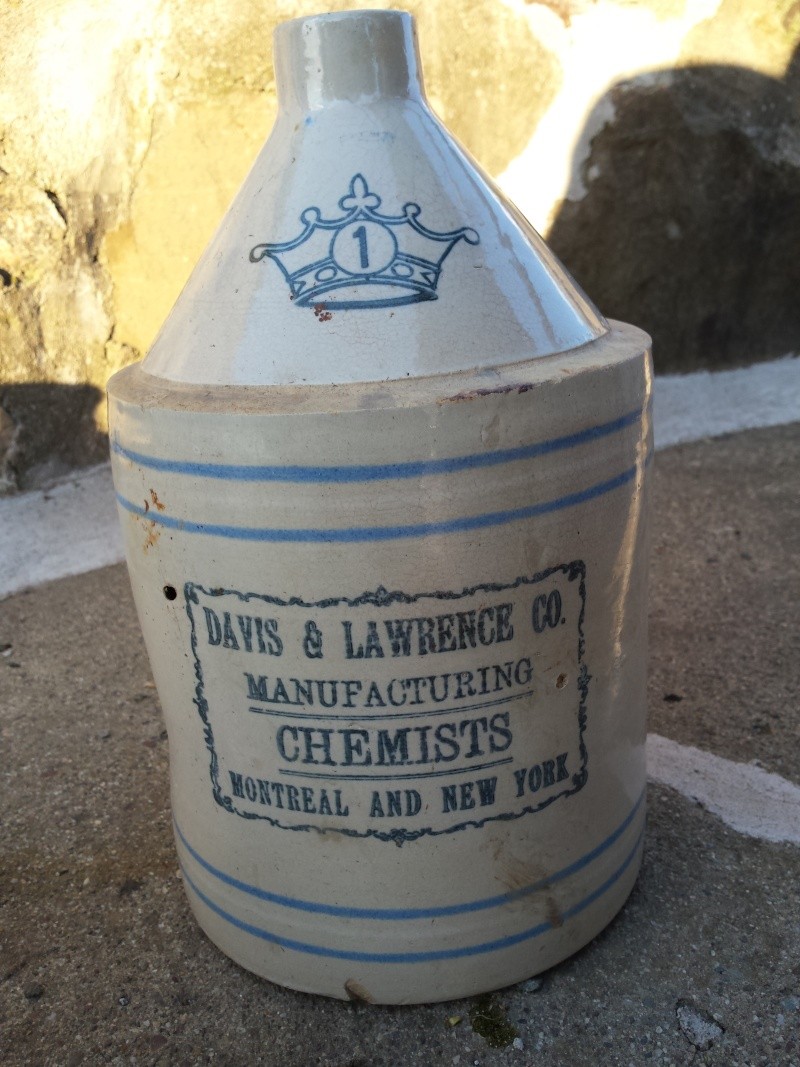 1
DAVIS & LAWRENCE CO.
MANUFACTURING
CHEMISTS
MONTREAL AND NEW YORK